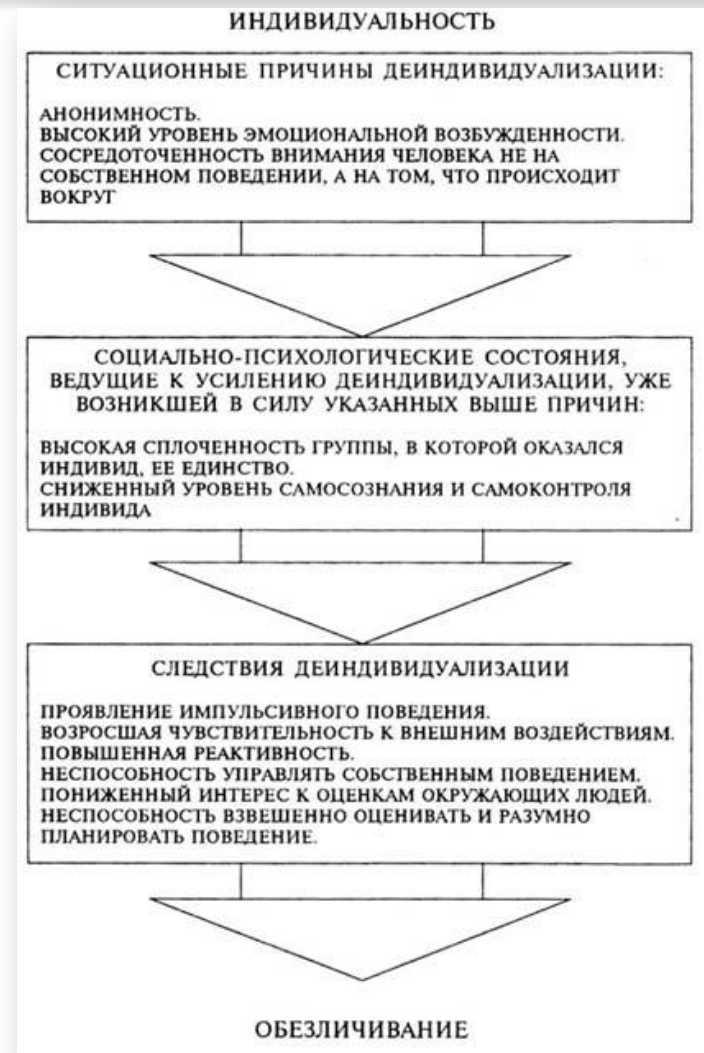 ИНДИВИДУАЛЬНОСТЬ
СИТУАЦИОННЫЕ ПРИЧИНЫ ДЕИНДИВИДУАЛИЗАЦИИ:
АНОНИМНОСТЬ.
ВЫСОКИЙ УРОВЕНЬ ЭМОЦИОНАЛЬНОЙ ВОЗБУЖДЕННОСТИ.
СОСРЕДОТОЧЕННОСТЬ ВНИМАНИЯ ЧЕЛОВЕКА НЕ НА
СОБСТВЕННОМ ПОВЕДЕНИИ, А НА ТОМ, ЧТО ПРОИСХОДИТ
ВОКРУГ
СОЦИАЛЬНО-ПСИХОЛОГИЧЕСКИЕ СОСТОЯНИЯ,
ВЕДУЩИЕ К УСИЛЕНИЮ ДЕИНДИВИДУАЛИЗАЦИИ, УЖЕ
ВОЗНИКШЕЙ В СИЛУ УКАЗАННЫХ ВЫШЕ ПРИЧИН:
ВЫСОКАЯ СПЛОЧЕННОСТЬ ГРУППЫ, В КОТОРОЙ ОКАЗАЛСЯ
ИНДИВИД, ЕЕ ЕДИНСТВО.
СНИЖЕННЫЙ УРОВЕНЬ САМОСОЗНАНИЯ И САМОКОНТРОЛЯ
ИНДИВИДА
СЛЕДСТВИЯ ДЕИНДИВИДУАЛИЗАЦИИ
ПРОЯВЛЕНИЕ ИМПУЛЬСИВНОГО ПОВЕДЕНИЯ.
ВОЗРОСШАЯ ЧУВСТВИТЕЛЬНОСТЬ К ВНЕШНИМ ВОЗДЕЙСТВИЯМ.
ПОВЫШЕННАЯ РЕАКТИВНОСТЬ.
НЕСПОСОБНОСТЬ УПРАВЛЯТЬ СОБСТВЕННЫМ ПОВЕДЕНИЕМ.
ПОНИЖЕННЫЙ ИНТЕРЕС К ОЦЕНКАМ ОКРУЖАЮЩИХ ЛЮДЕЙ.
НЕСПОСОБНОСТЬ ВЗВЕШЕННО ОЦЕНИВАТЬ И РАЗУМНО
ПЛАНИРОВАТЬ ПОВЕДЕНИЕ.
ОБЕЗЛИЧИВАНИЕ